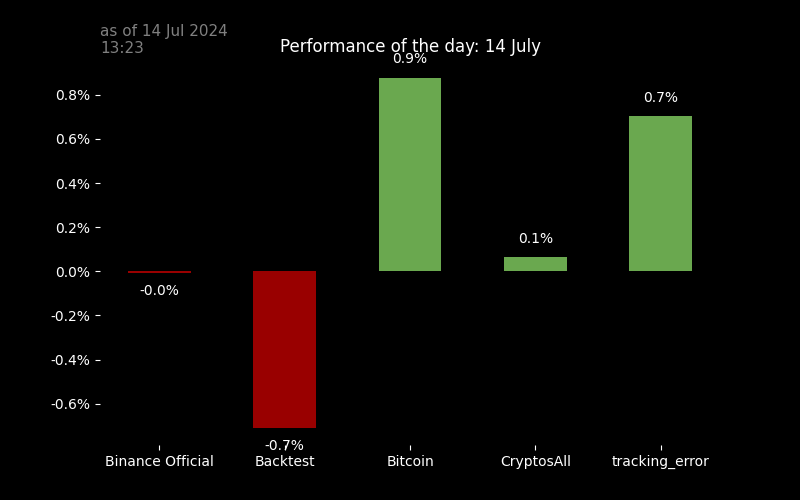 as of 14 Jul 2024
13:23
Performance of the day: 14 July
0.9%
0.8%
0.7%
0.6%
0.4%
0.2%
0.1%
0.0%
-0.0%
-0.2%
-0.4%
-0.6%
-0.7%
Binance Official
Backtest
Bitcoin
CryptosAll
tracking_error